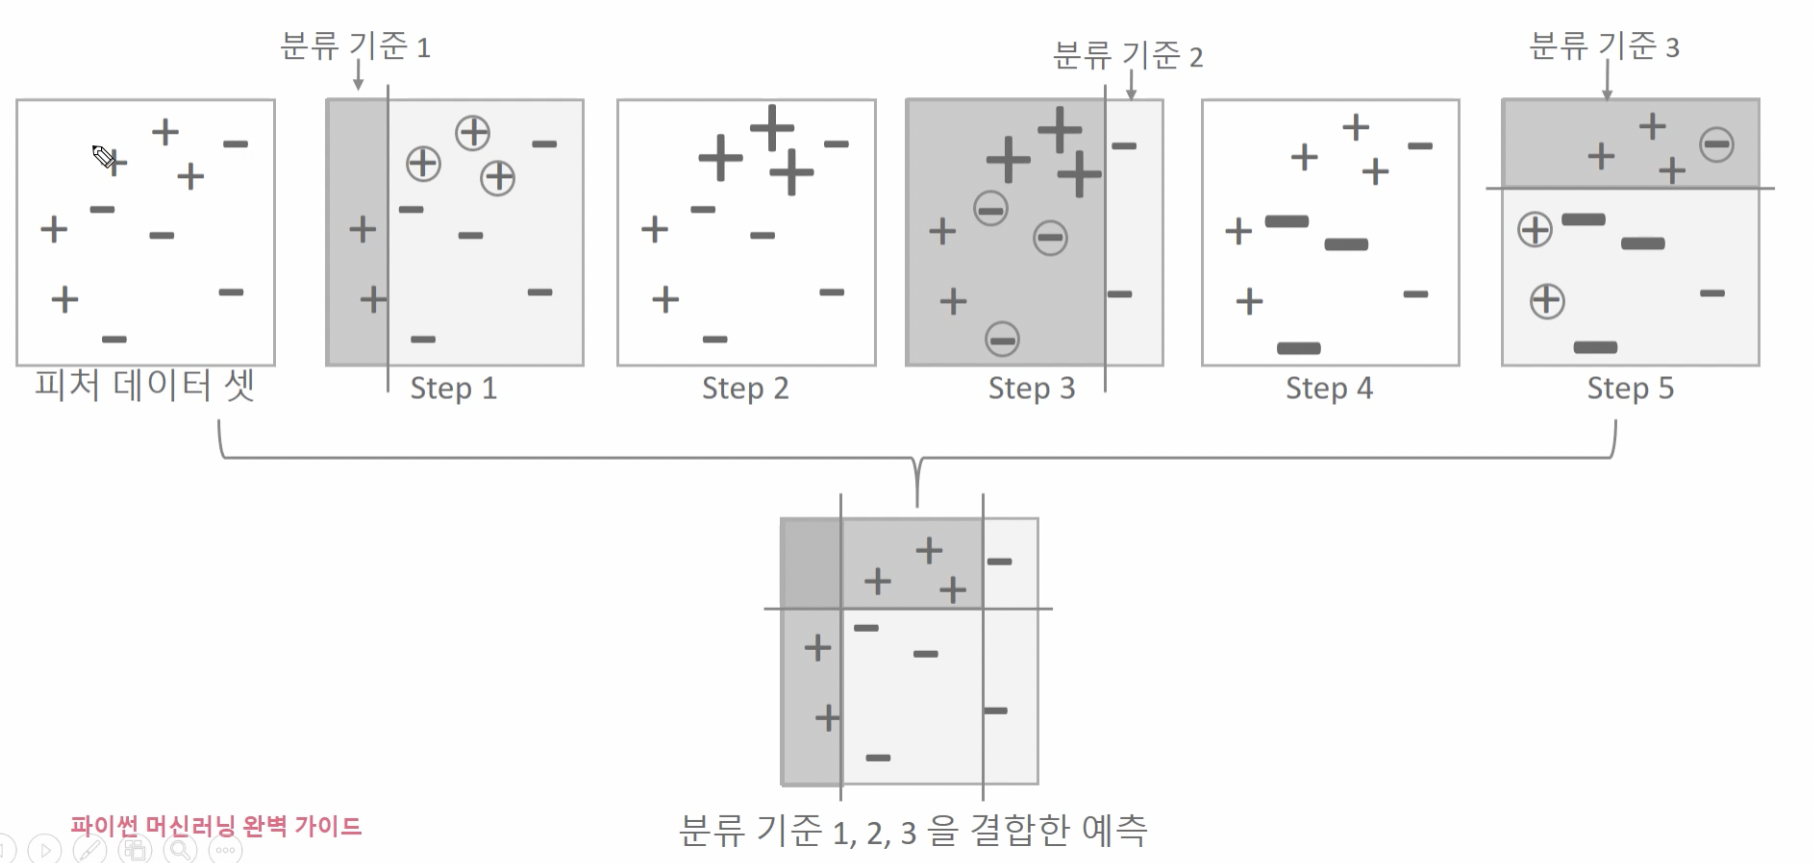 분류 기준 1
분류 기준 2
분류 기준 3
피처 데이터 셋
Step 1
Step 2
Step 3
Step 4
Step 5
분류 기준 1, 2, 3 을 결합한 예측
파이썬 머신러닝 완벽 가이드